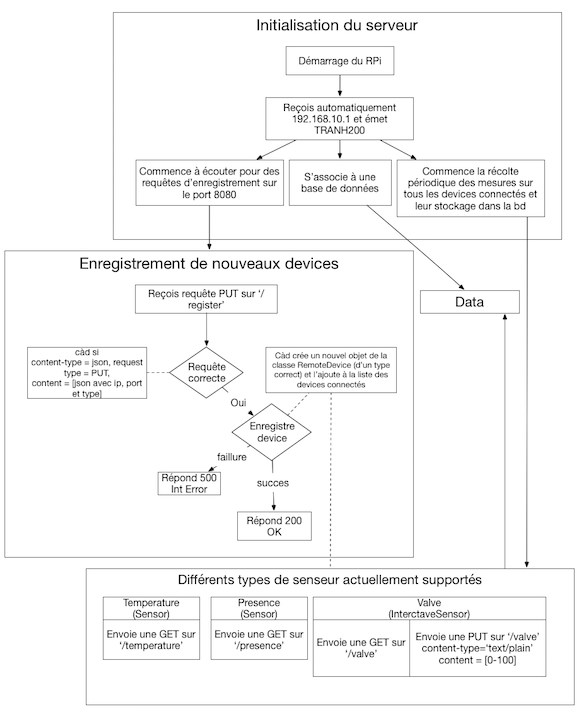 Initialisation du serveur
Démarrage du RPi
Reçois automatiquement
192.168.10.1 et émet
TRANH200
Commence à écouter pour des
requêtes d'enregistrement sur
le port 8080
S'associe à une
base de données
Commence la récolte
périodique des mesures sur
tous les devices connectés et
leur stockage dans la bd
Enregistrement de nouveaux devices
Data
Reçois requête PUT sur '/
register'
càd si
content-type = json, request
type = PUT,
content = [json avec ip, port
et type]
Requête
correcte
Càd crée un nouvel objet de la
classe RemoteDevice (d'un type
correct) et l'ajoute à la liste des
devices connectés
Oui
Enregistre
device
faillure
Répond 500
Int Error
succes
Répond 200
OK
Différents types de senseur actuellement supportés
Temperature
(Sensor)
Envoie une GET sur
'/temperature'
Presence
(Sensor)
Envoie une GET sur
'/presence'
Valve
(InterctaveSensor)
Envoie une GET sur
'/valve'
Envoie une PUT sur '/valve'
content-type='text/plain'
content = [0-100]